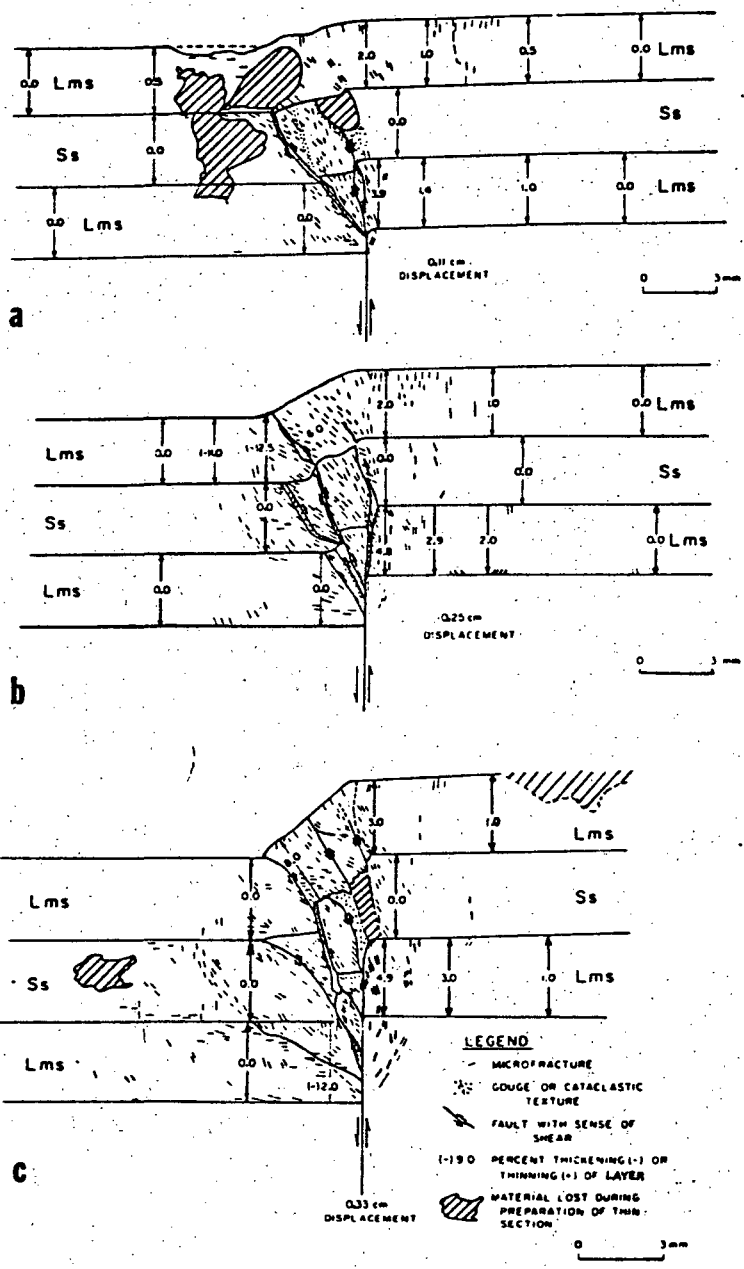 2.0
1.0
0.5
0.0
Lms
0.0
Lms
0.5
0.0
Ss
Ss
0.0
0.0
Lms
0.0
3.9
1.4
1.0
0.0
Lms
0.11 cm
DISPLACEMENT
0 3 mm
a
2.0
1.0
0.0
Lms
6.0
Lms
0.0
(-12.5
0.0
0.0
Ss
Ss
0.0
4.8
2.9
2.0
0.0
Lms
Lms
0.0
0.25 cm
DISPLACEMENT
0 3 mm
b
3.0
1.0
Lms
Lms
0.0
0.0
Ss
Ss
0.0
4.9
3.0
1.0
Lms
Lms
0.0
(-12.0
LEGEND
MICROFRACTURE
GOUGE OR CATACLASTIC
TEXTURE
FAULT WITH SENSE OF
SHEAR
(-) 9.0 PERCENT THICKENING (-) OR
THINNING (+) OF LAYER
MATERIAL LOST DURING
PREPARATION OF THIN
SECTION
c
0.33 cm
DISPLACEMENT
0 3 mm